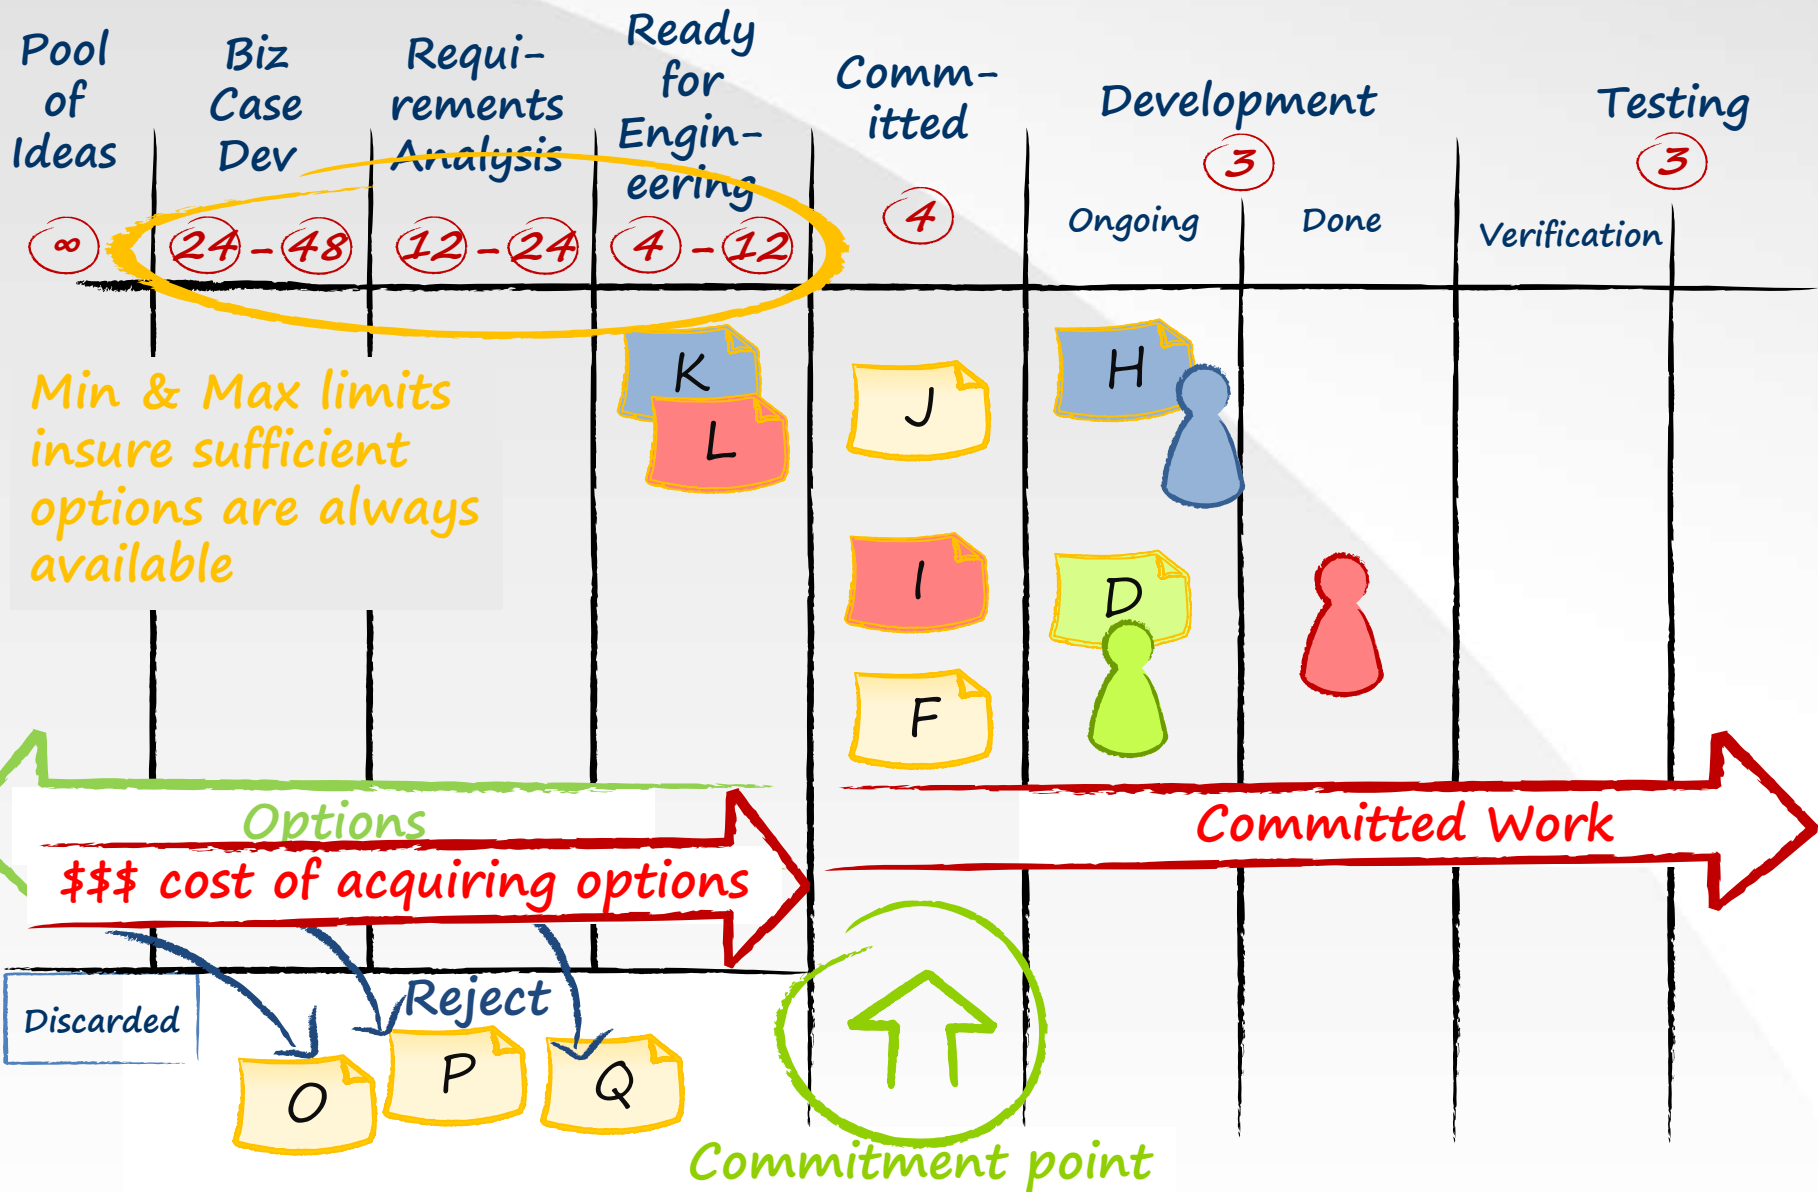 Pool
of
Ideas
∞
Biz
Case
Dev
24 - 48
Requi-
rements
Analysis
12 - 24
Ready
for
Engin-
eering
4 - 12
Comm-
itted
4
Development
3
Ongoing
Done
Testing
3
Verification
Min & Max limits
insure sufficient
options are always
available
K
L
J
I
F
H
D
Options
$$$ cost of acquiring options
Committed Work
Discarded
Reject
O
P
Q
Commitment point